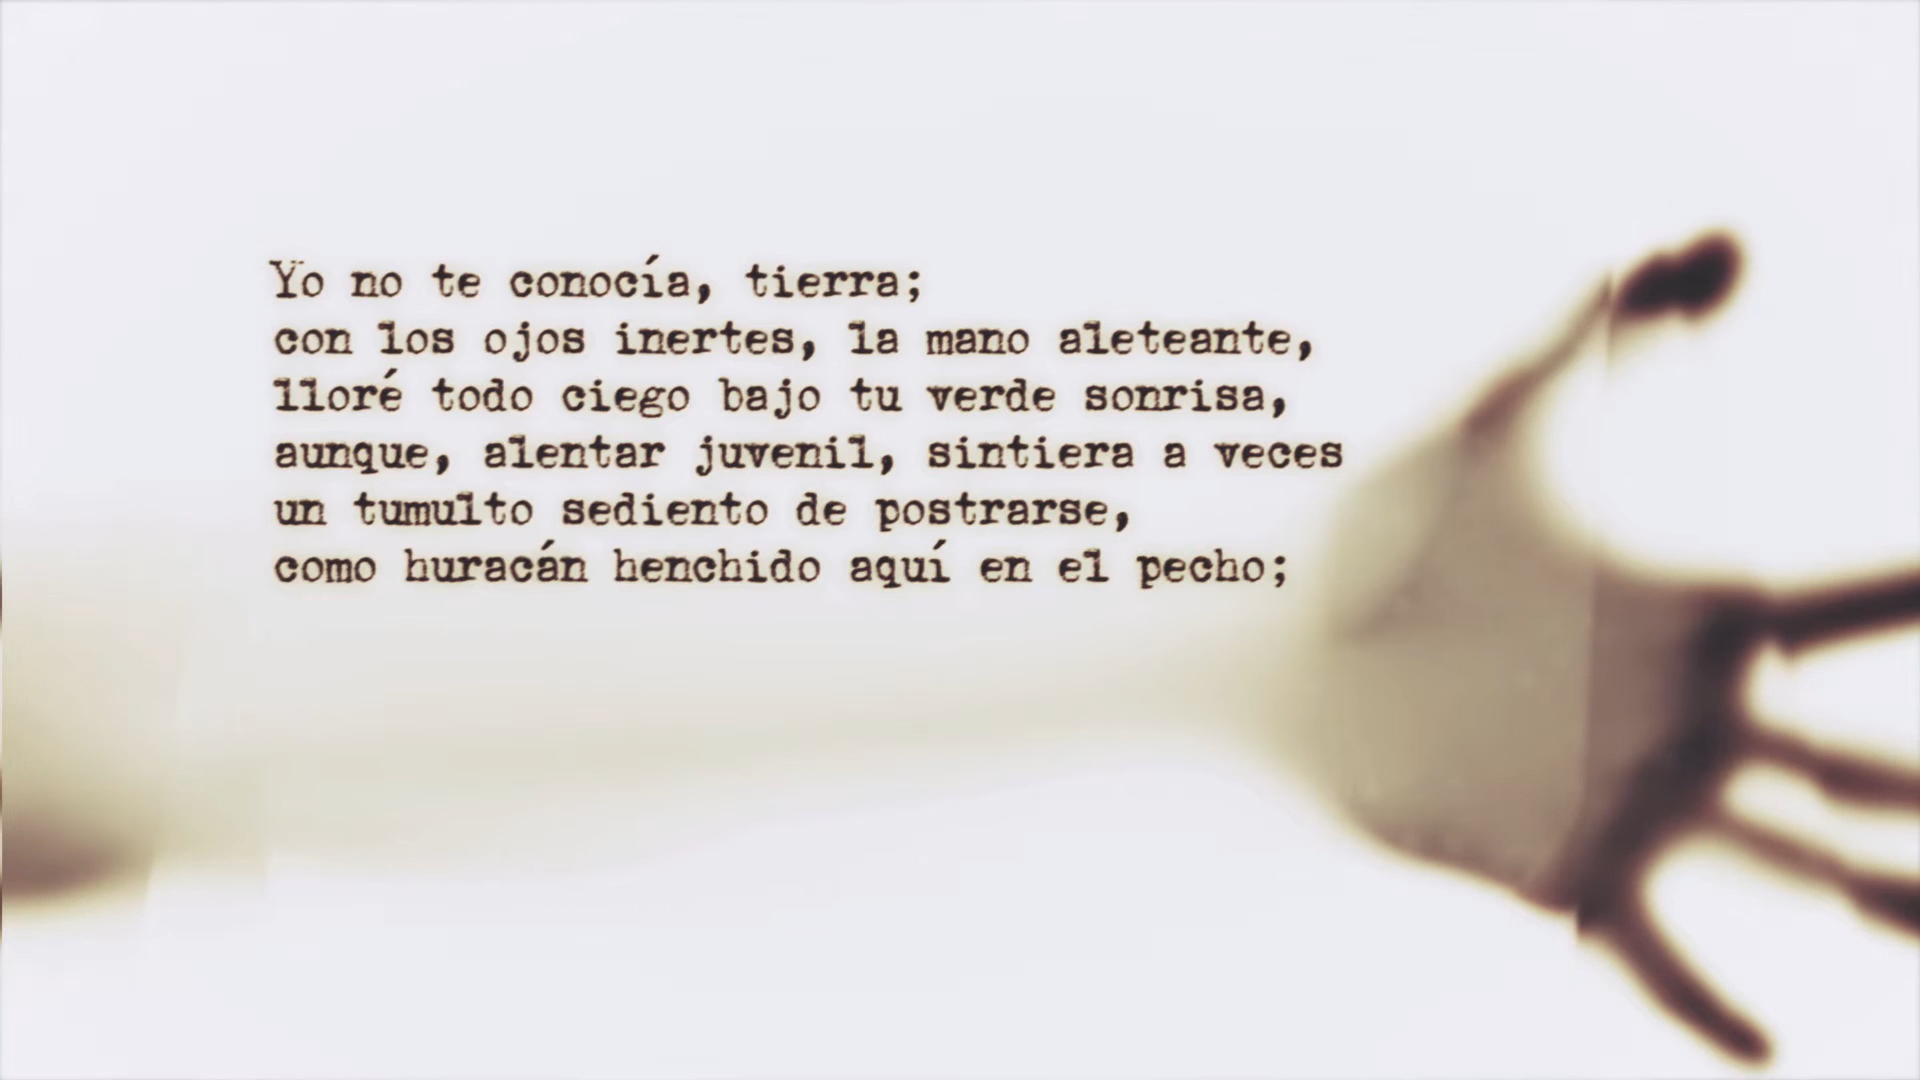 Yo no te conocía, tierra;
con los ojos inertes, la mano aleteante,
lloré todo ciego bajo tu verde sonrisa,
aunque, alentar juvenil, sintiera a veces
un tumulto sediento de postrarse,
como huracán henchido aquí en el pecho;